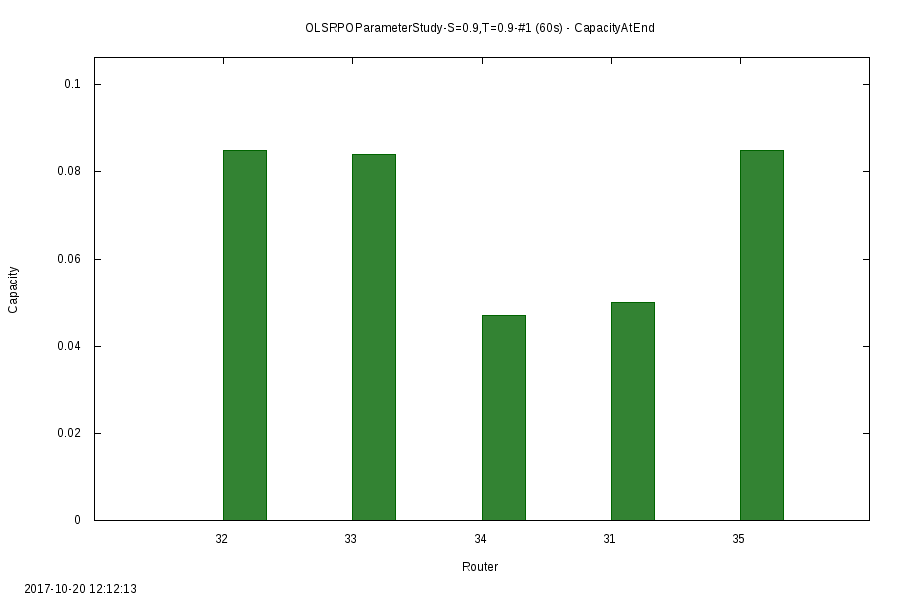 OLSRPOParameterStudy-S=0.9,T=0.9-#1 (60s) - CapacityAtEnd
0.1
0.08
0.06
0.04
0.02
0
Capacity
32 33 34 31 35
Router
2017-10-20 12:12:13